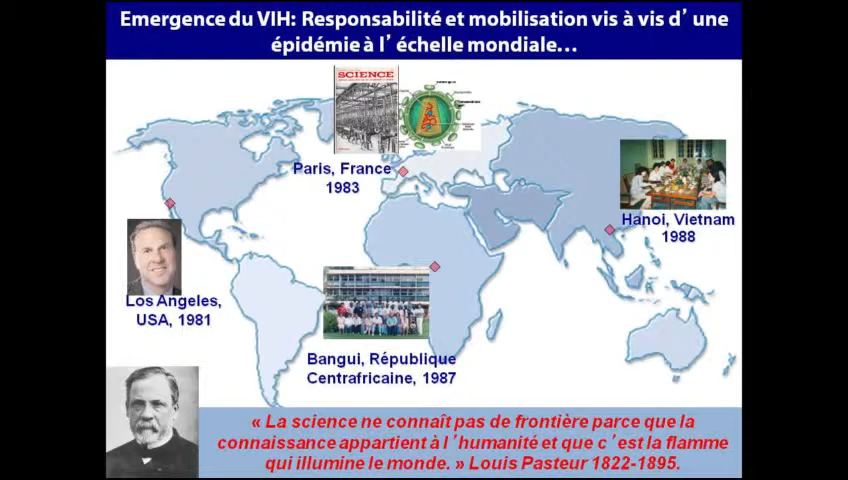 Emergence du VIH: Responsabilité et mobilisation vis à vis d’ une
épidémie à l’ échelle mondiale…
SCIENCE
Paris, France
1983
Hanoi, Vietnam
1988
Los Angeles,
USA, 1981
Bangui, République
Centrafricaine, 1987
« La science ne connaît pas de frontière parce que la
connaissance appartient à l’humanité et que c’est la flamme
qui illumine le monde. » Louis Pasteur 1822-1895.